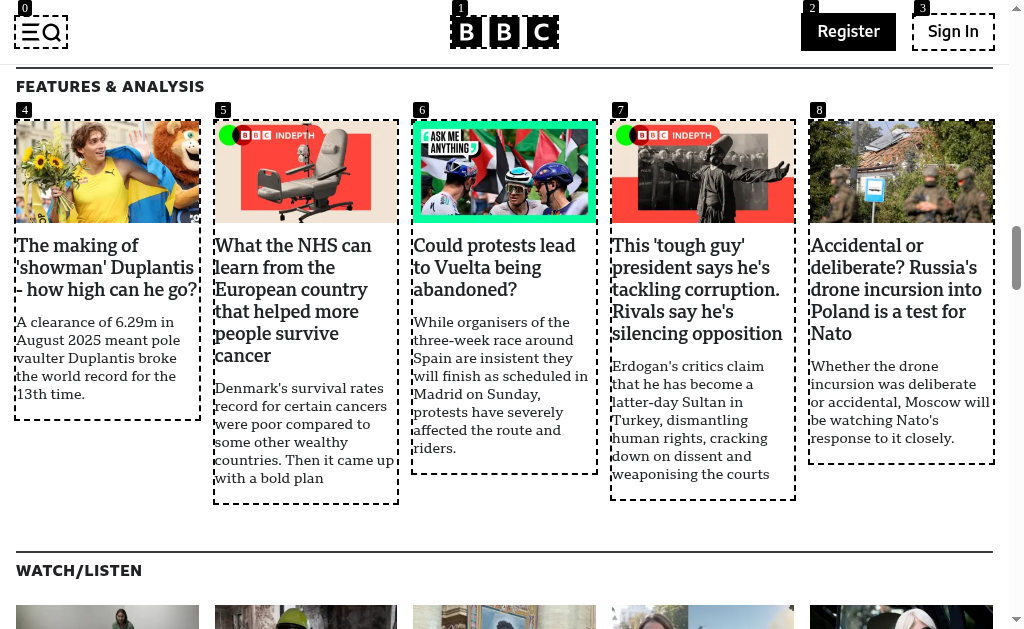 0
1
2
3
BBC
Register
Sign In
FEATURES & ANALYSIS
4
5
6
7
8
The making of
'showman' Duplantis
- how high can he go?
A clearance of 6.29m in
August 2025 meant pole
vaulter Duplantis broke
the world record for the
13th time.
BBC INDEPTH
What the NHS can
learn from the
European country
that helped more
people survive
cancer
Denmark's survival rates
record for certain cancers
were poor compared to
some other wealthy
countries. Then it came up
with a bold plan
ASK ME
ANYTHING
Could protests lead
to Vuelta being
abandoned?
While organisers of the
three-week race around
Spain are insistent they
will finish as scheduled in
Madrid on Sunday,
protests have severely
affected the route and
riders.
BBC INDEPTH
This 'tough guy'
president says he's
tackling corruption.
Rivals say he's
silencing opposition
Erdogan's critics claim
that he has become a
latter-day Sultan in
Turkey, dismantling
human rights, cracking
down on dissent and
weaponising the courts
Accidental or
deliberate? Russia's
drone incursion into
Poland is a test for
Nato
Whether the drone
incursion was deliberate
or accidental, Moscow will
be watching Nato's
response to it closely.
WATCH/LISTEN